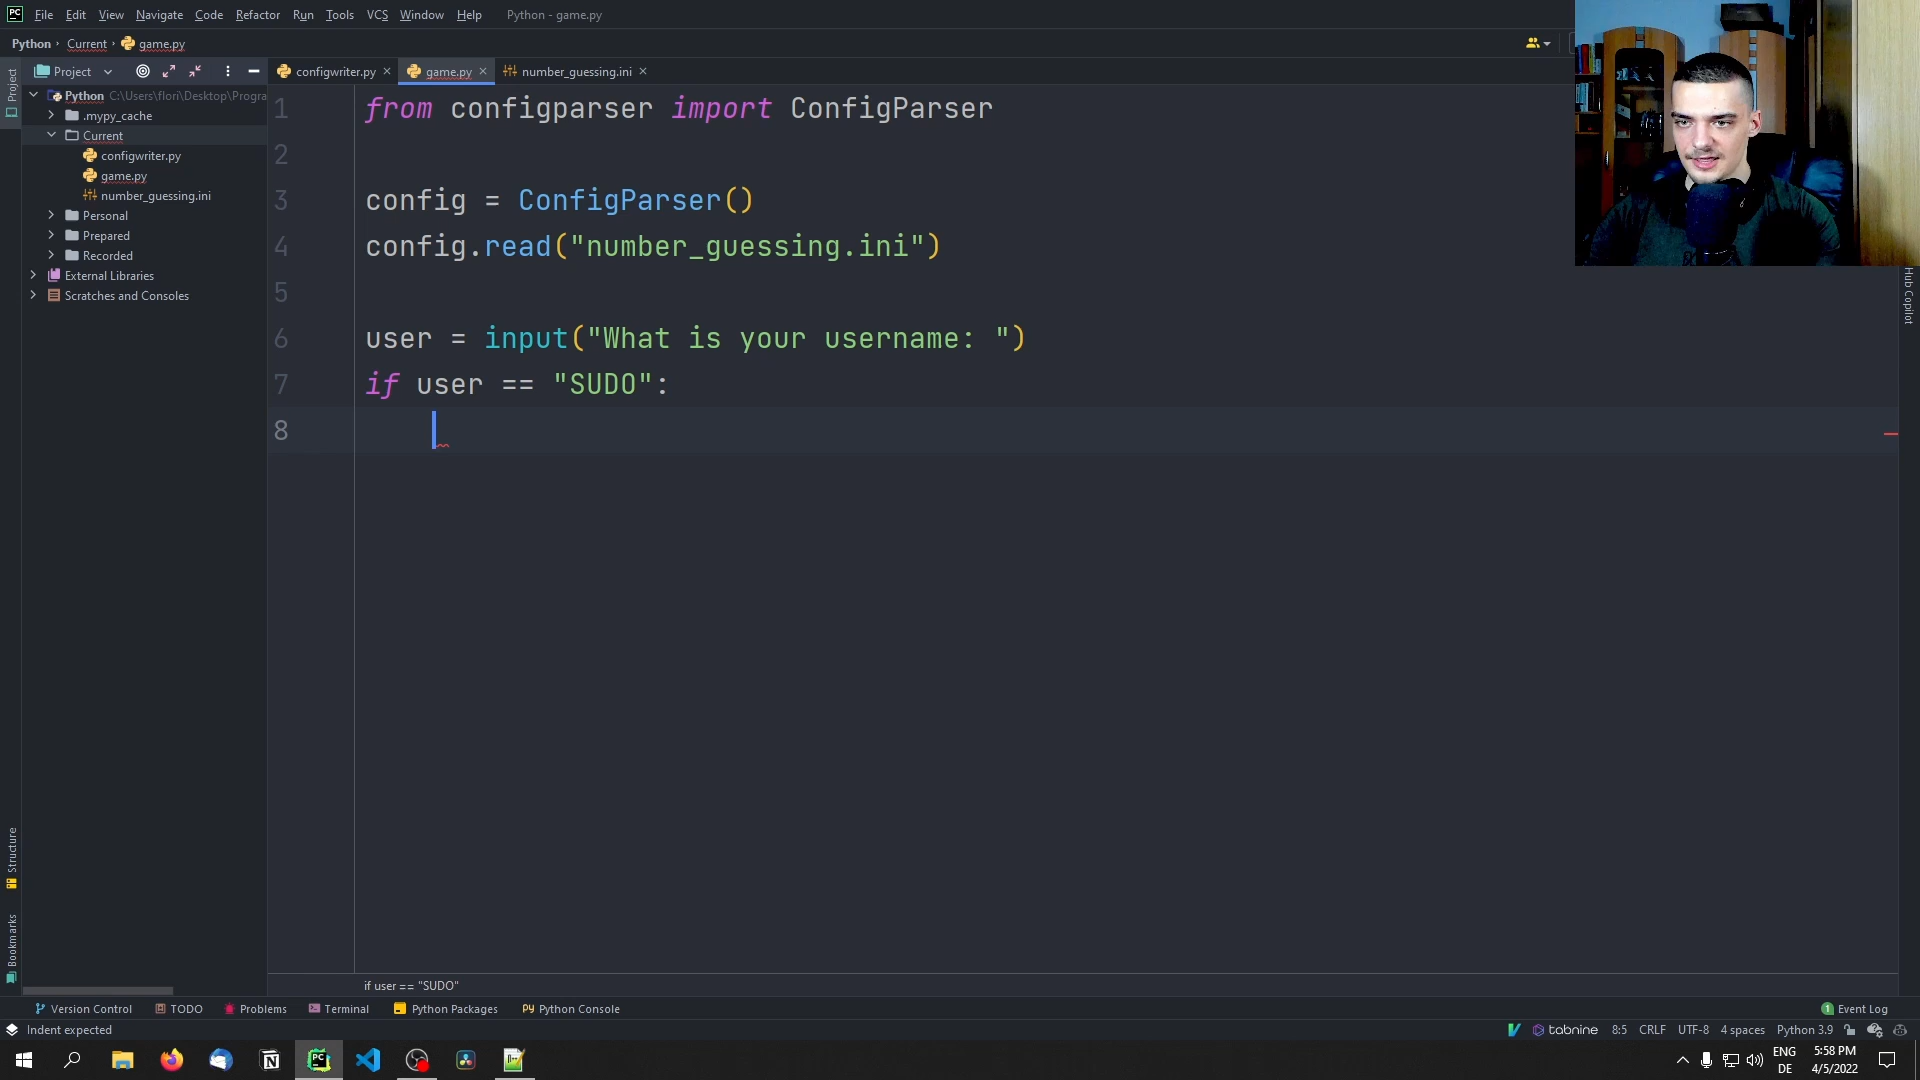 PC File Edit View Navigate Code Refactor Run Tools VCS Window Help Python - game.py
Python › Current › game.py
Project
configwriter.py
game.py
number_guessing.ini
Project
Python C:\Users\flori\Desktop\Progra
.mypy_cache
Current
configwriter.py
game.py
number_guessing.ini
Personal
Prepared
Recorded
External Libraries
Scratches and Consoles
1 from configparser import ConfigParser
2
3 config = ConfigParser()
4 config.read("number_guessing.ini")
5
6 user = input("What is your username: ")
7 if user == "SUDO":
8
Hub Copilot
Structure
Bookmarks
if user == "SUDO"
Version Control TODO Problems Terminal Python Packages Python Console
1 Event Log
Indent expected
tabnine 8:5 CRLF UTF-8 4 spaces Python 3.9
ENG
DE
5:58 PM
4/5/2022